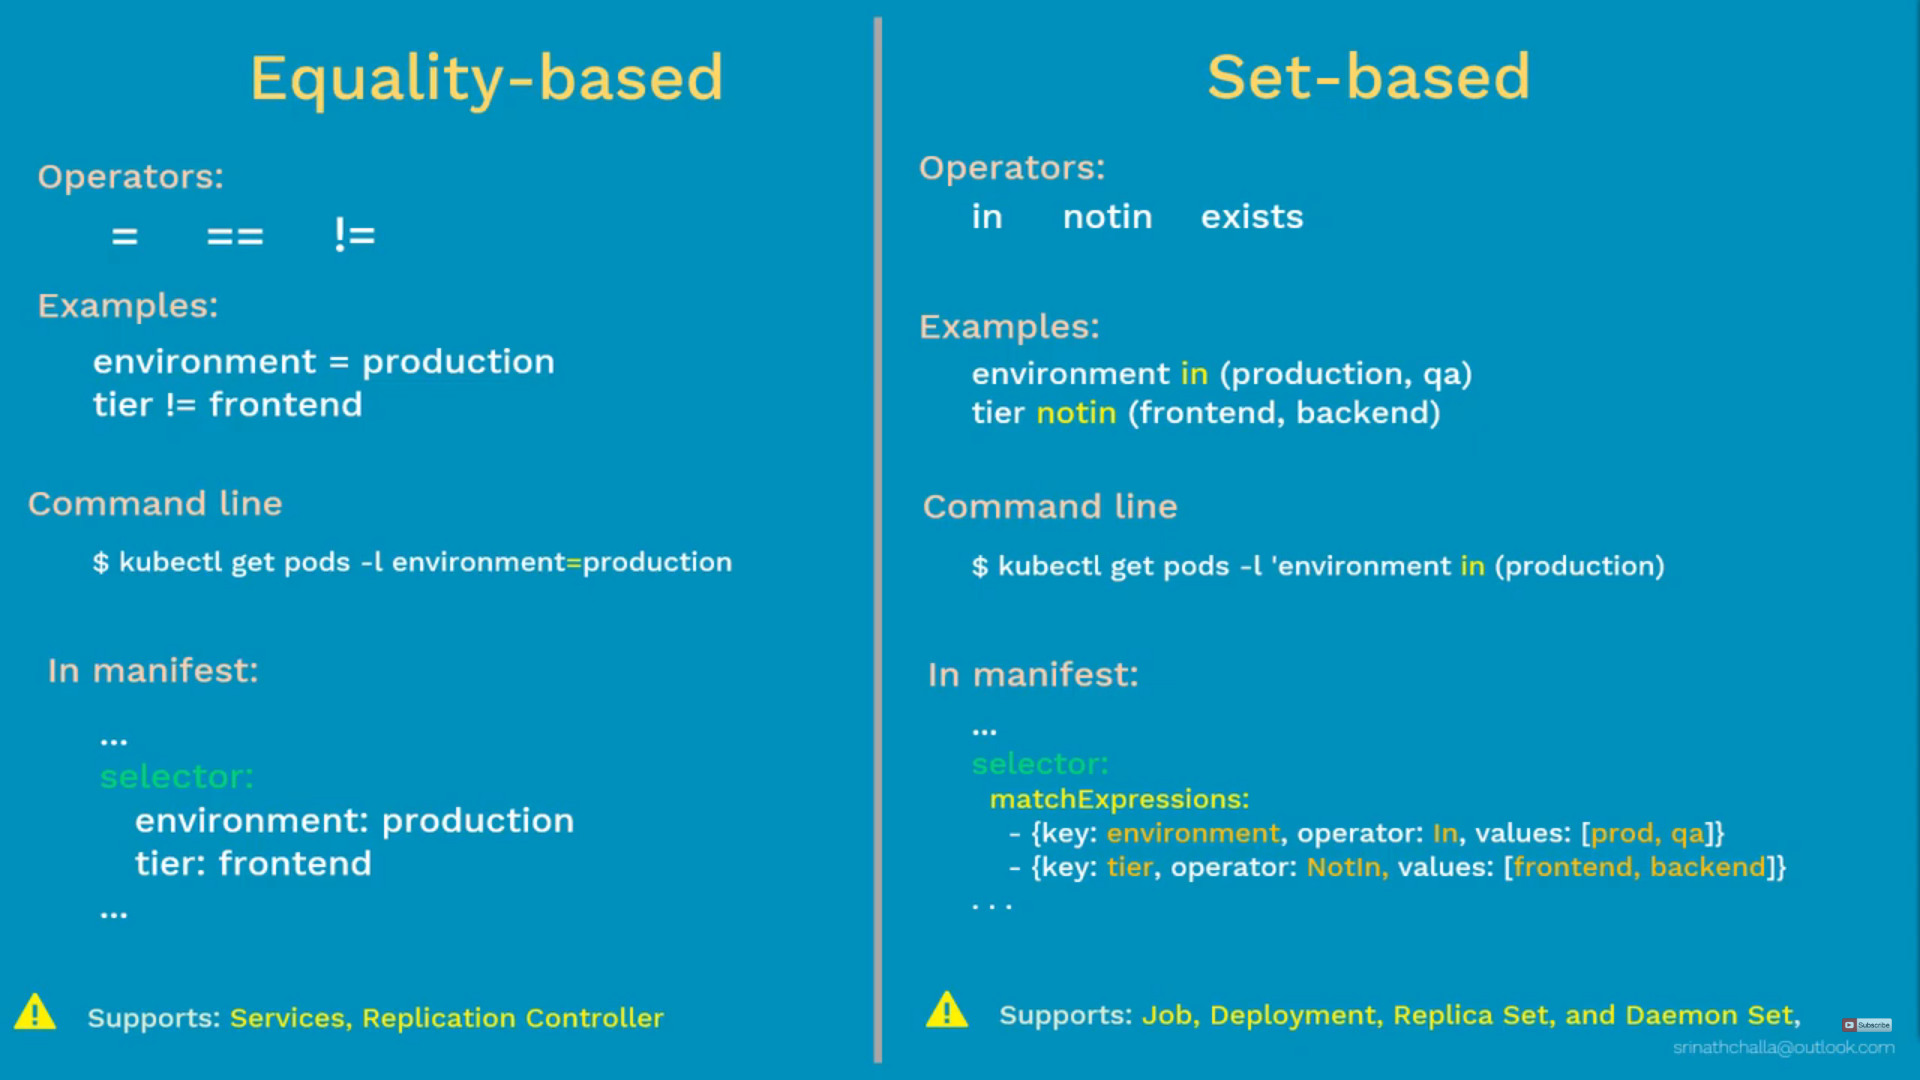 Equality-based
Operators:
= == !=
Examples:
environment = production
tier != frontend
Command line
$ kubectl get pods -l environment=production
In manifest:
...
selector:
environment: production
tier: frontend
...
Supports: Services, Replication Controller
Set-based
Operators:
in notin exists
Examples:
environment in (production, qa)
tier notin (frontend, backend)
Command line
$ kubectl get pods -l 'environment in (production)
In manifest:
...
selector:
matchExpressions:
- {key: environment, operator: In, values: [prod, qa]}
- {key: tier, operator: NotIn, values: [frontend, backend]}
. . .
Supports: Job, Deployment, Replica Set, and Daemon Set,
Subscribe
srinathchalla@outlook.com